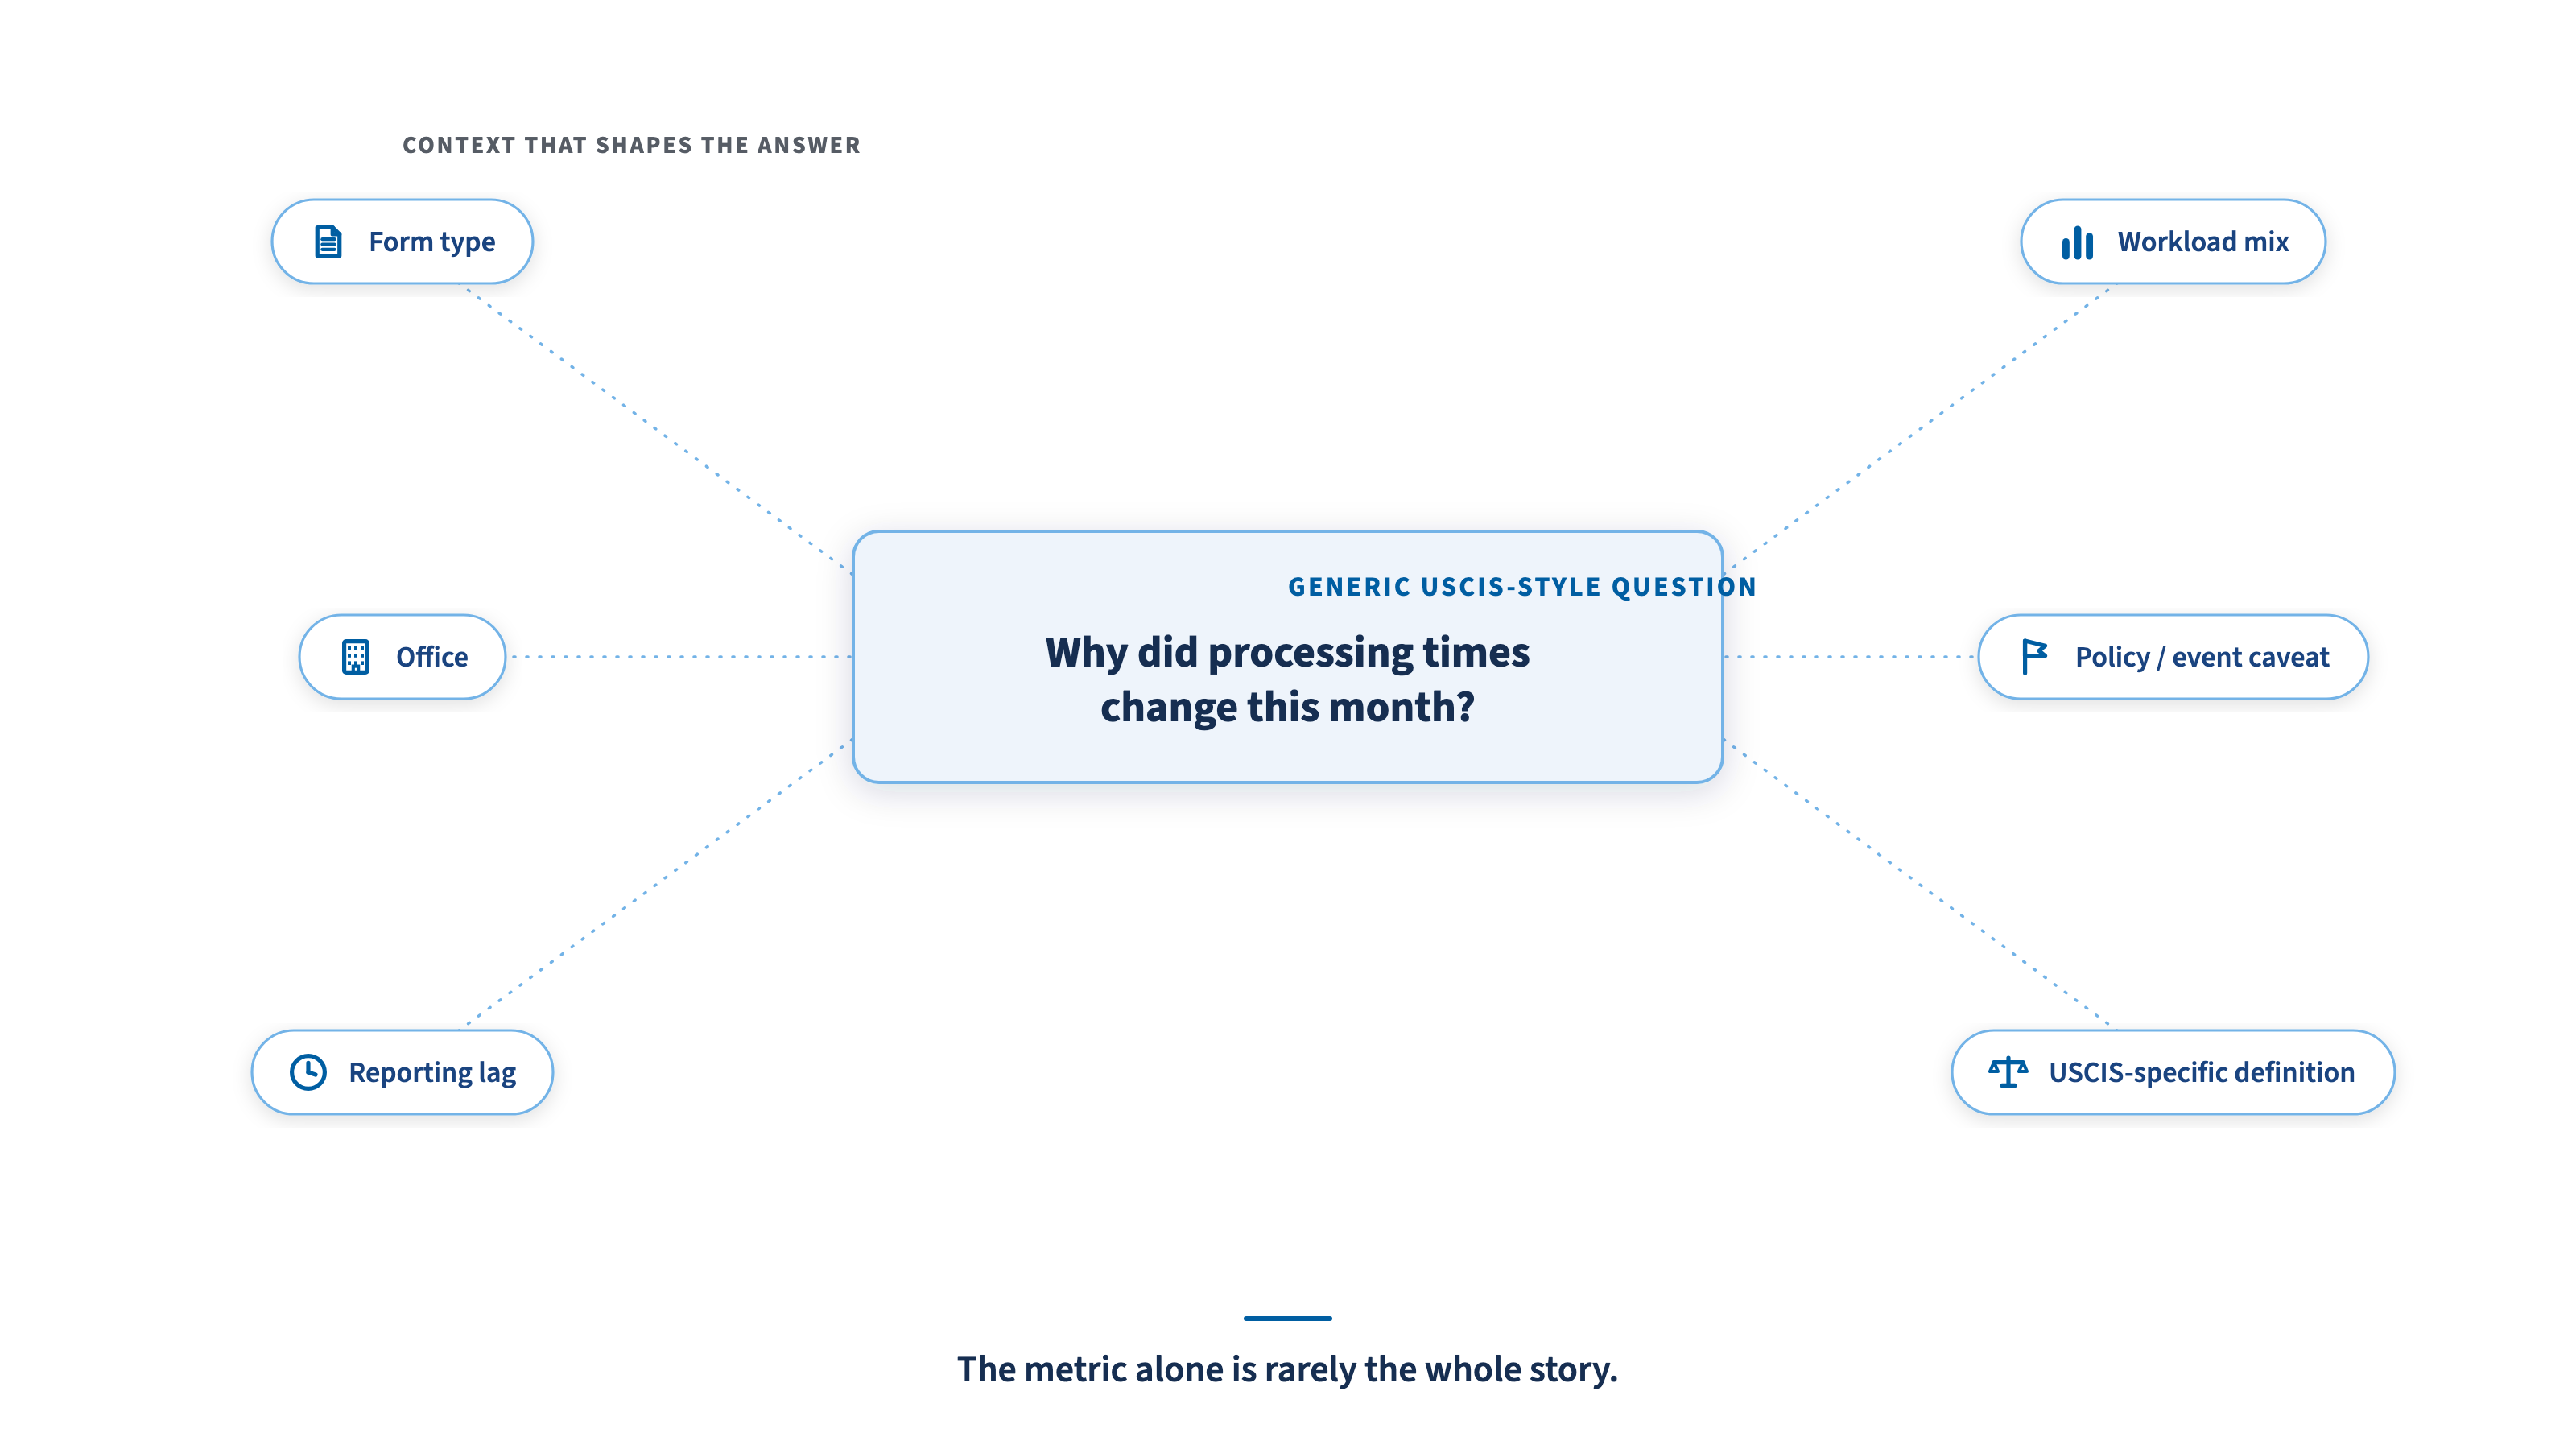 CONTEXT THAT SHAPES THE ANSWER
Form type
Workload mix
GENERIC USCIS-STYLE QUESTION
Why did processing times
change this month?
Office
Policy / event caveat
Reporting lag
USCIS-specific definition
The metric alone is rarely the whole story.